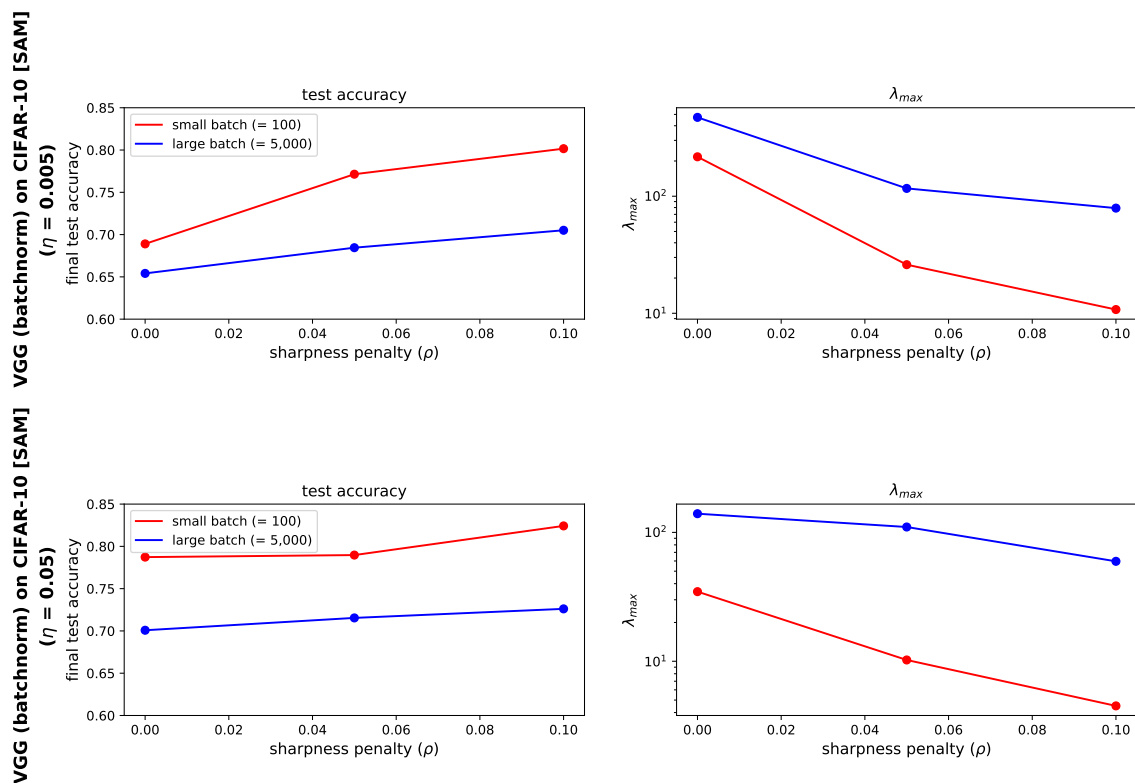 VGG (batchnorm) on CIFAR-10 [SAM]
(η = 0.005)
test accuracy
final test accuracy
0.85
0.80
0.75
0.70
0.65
0.60
small batch (= 100)
large batch (= 5,000)
0.00 0.02 0.04 0.06 0.08 0.10
sharpness penalty (ρ)
λmax
λmax
10²
10¹
0.00 0.02 0.04 0.06 0.08 0.10
sharpness penalty (ρ)
VGG (batchnorm) on CIFAR-10 [SAM]
(η = 0.05)
test accuracy
final test accuracy
0.85
0.80
0.75
0.70
0.65
0.60
small batch (= 100)
large batch (= 5,000)
0.00 0.02 0.04 0.06 0.08 0.10
sharpness penalty (ρ)
λmax
λmax
10²
10¹
0.00 0.02 0.04 0.06 0.08 0.10
sharpness penalty (ρ)